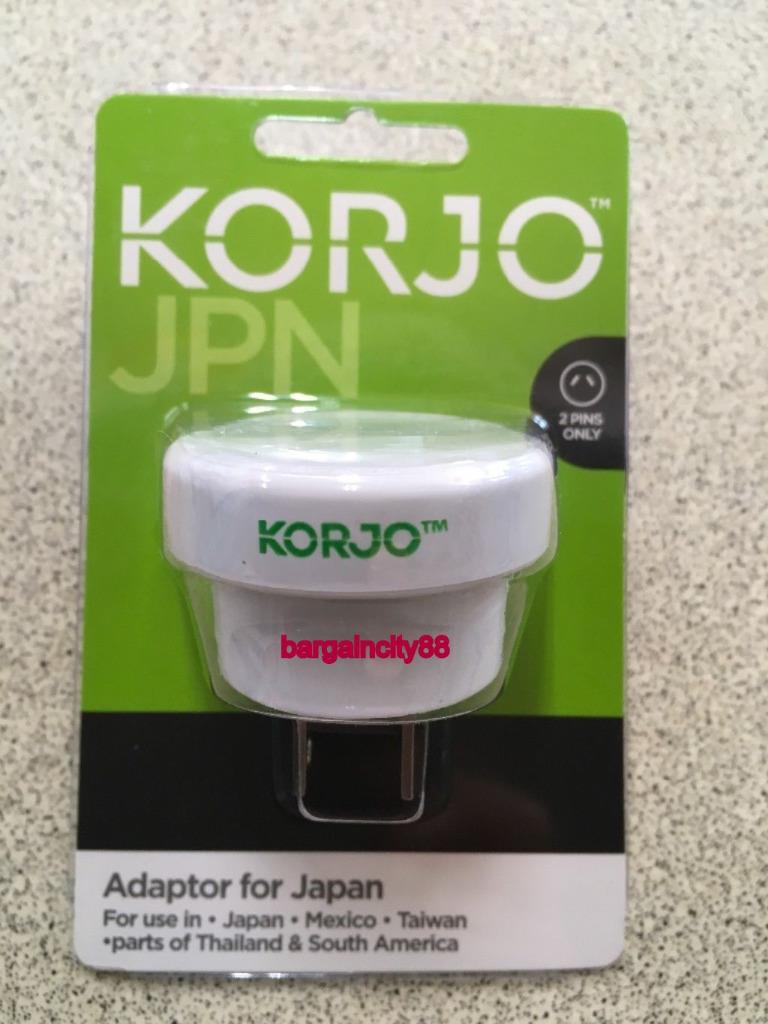 KORJO™
JPN
2 PINS
ONLY
KORJO™
bargaincity88
Adaptor for Japan
For use in • Japan • Mexico • Taiwan
•parts of Thailand & South America